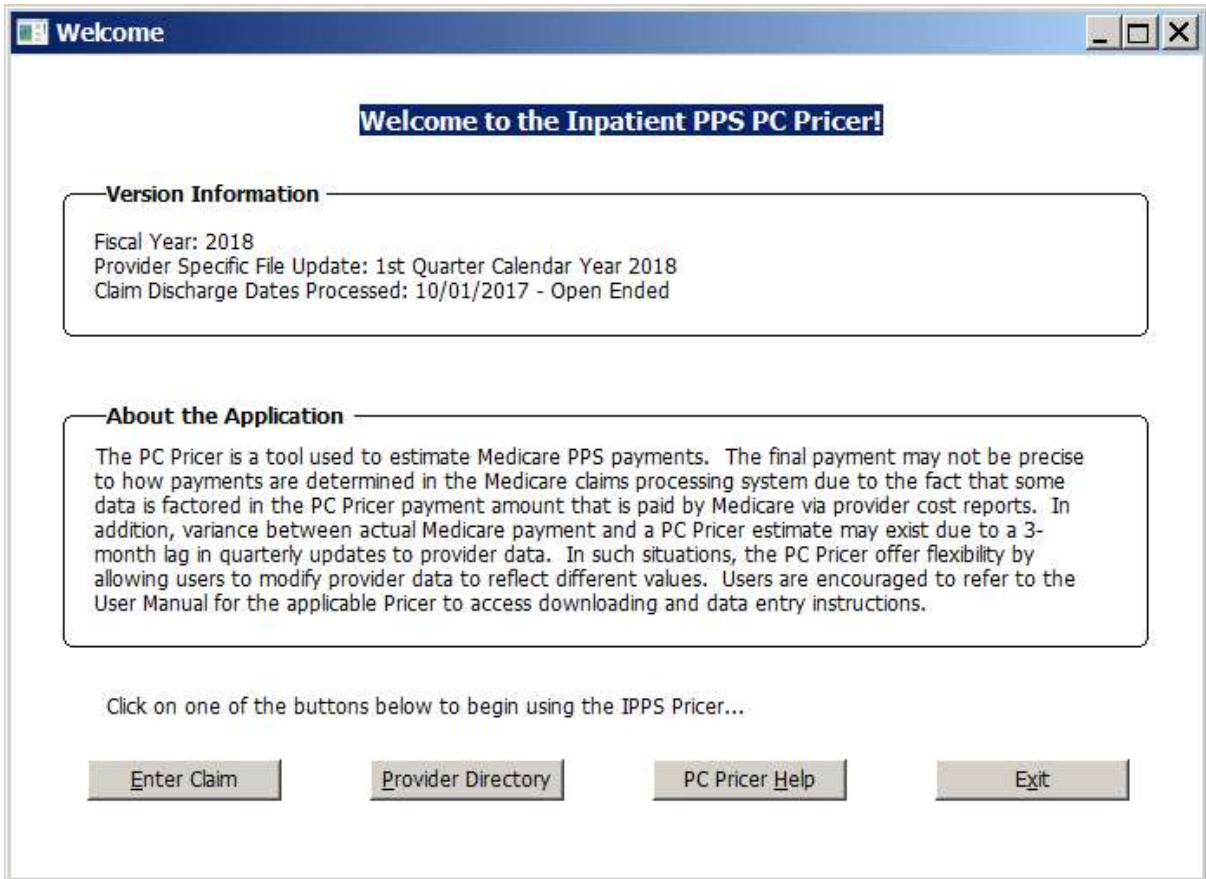 Welcome
Welcome to the Inpatient PPS PC Pricer!
Version Information
Fiscal Year: 2018
Provider Specific File Update: 1st Quarter Calendar Year 2018
Claim Discharge Dates Processed: 10/01/2017 - Open Ended
About the Application
The PC Pricer is a tool used to estimate Medicare PPS payments.  The final payment may not be precise
to how payments are determined in the Medicare claims processing system due to the fact that some
data is factored in the PC Pricer payment amount that is paid by Medicare via provider cost reports.  In
addition, variance between actual Medicare payment and a PC Pricer estimate may exist due to a 3-
month lag in quarterly updates to provider data.  In such situations, the PC Pricer offer flexibility by
allowing users to modify provider data to reflect different values.  Users are encouraged to refer to the
User Manual for the applicable Pricer to access downloading and data entry instructions.
Click on one of the buttons below to begin using the IPPS Pricer...
Enter Claim
Provider Directory
PC Pricer Help
Exit